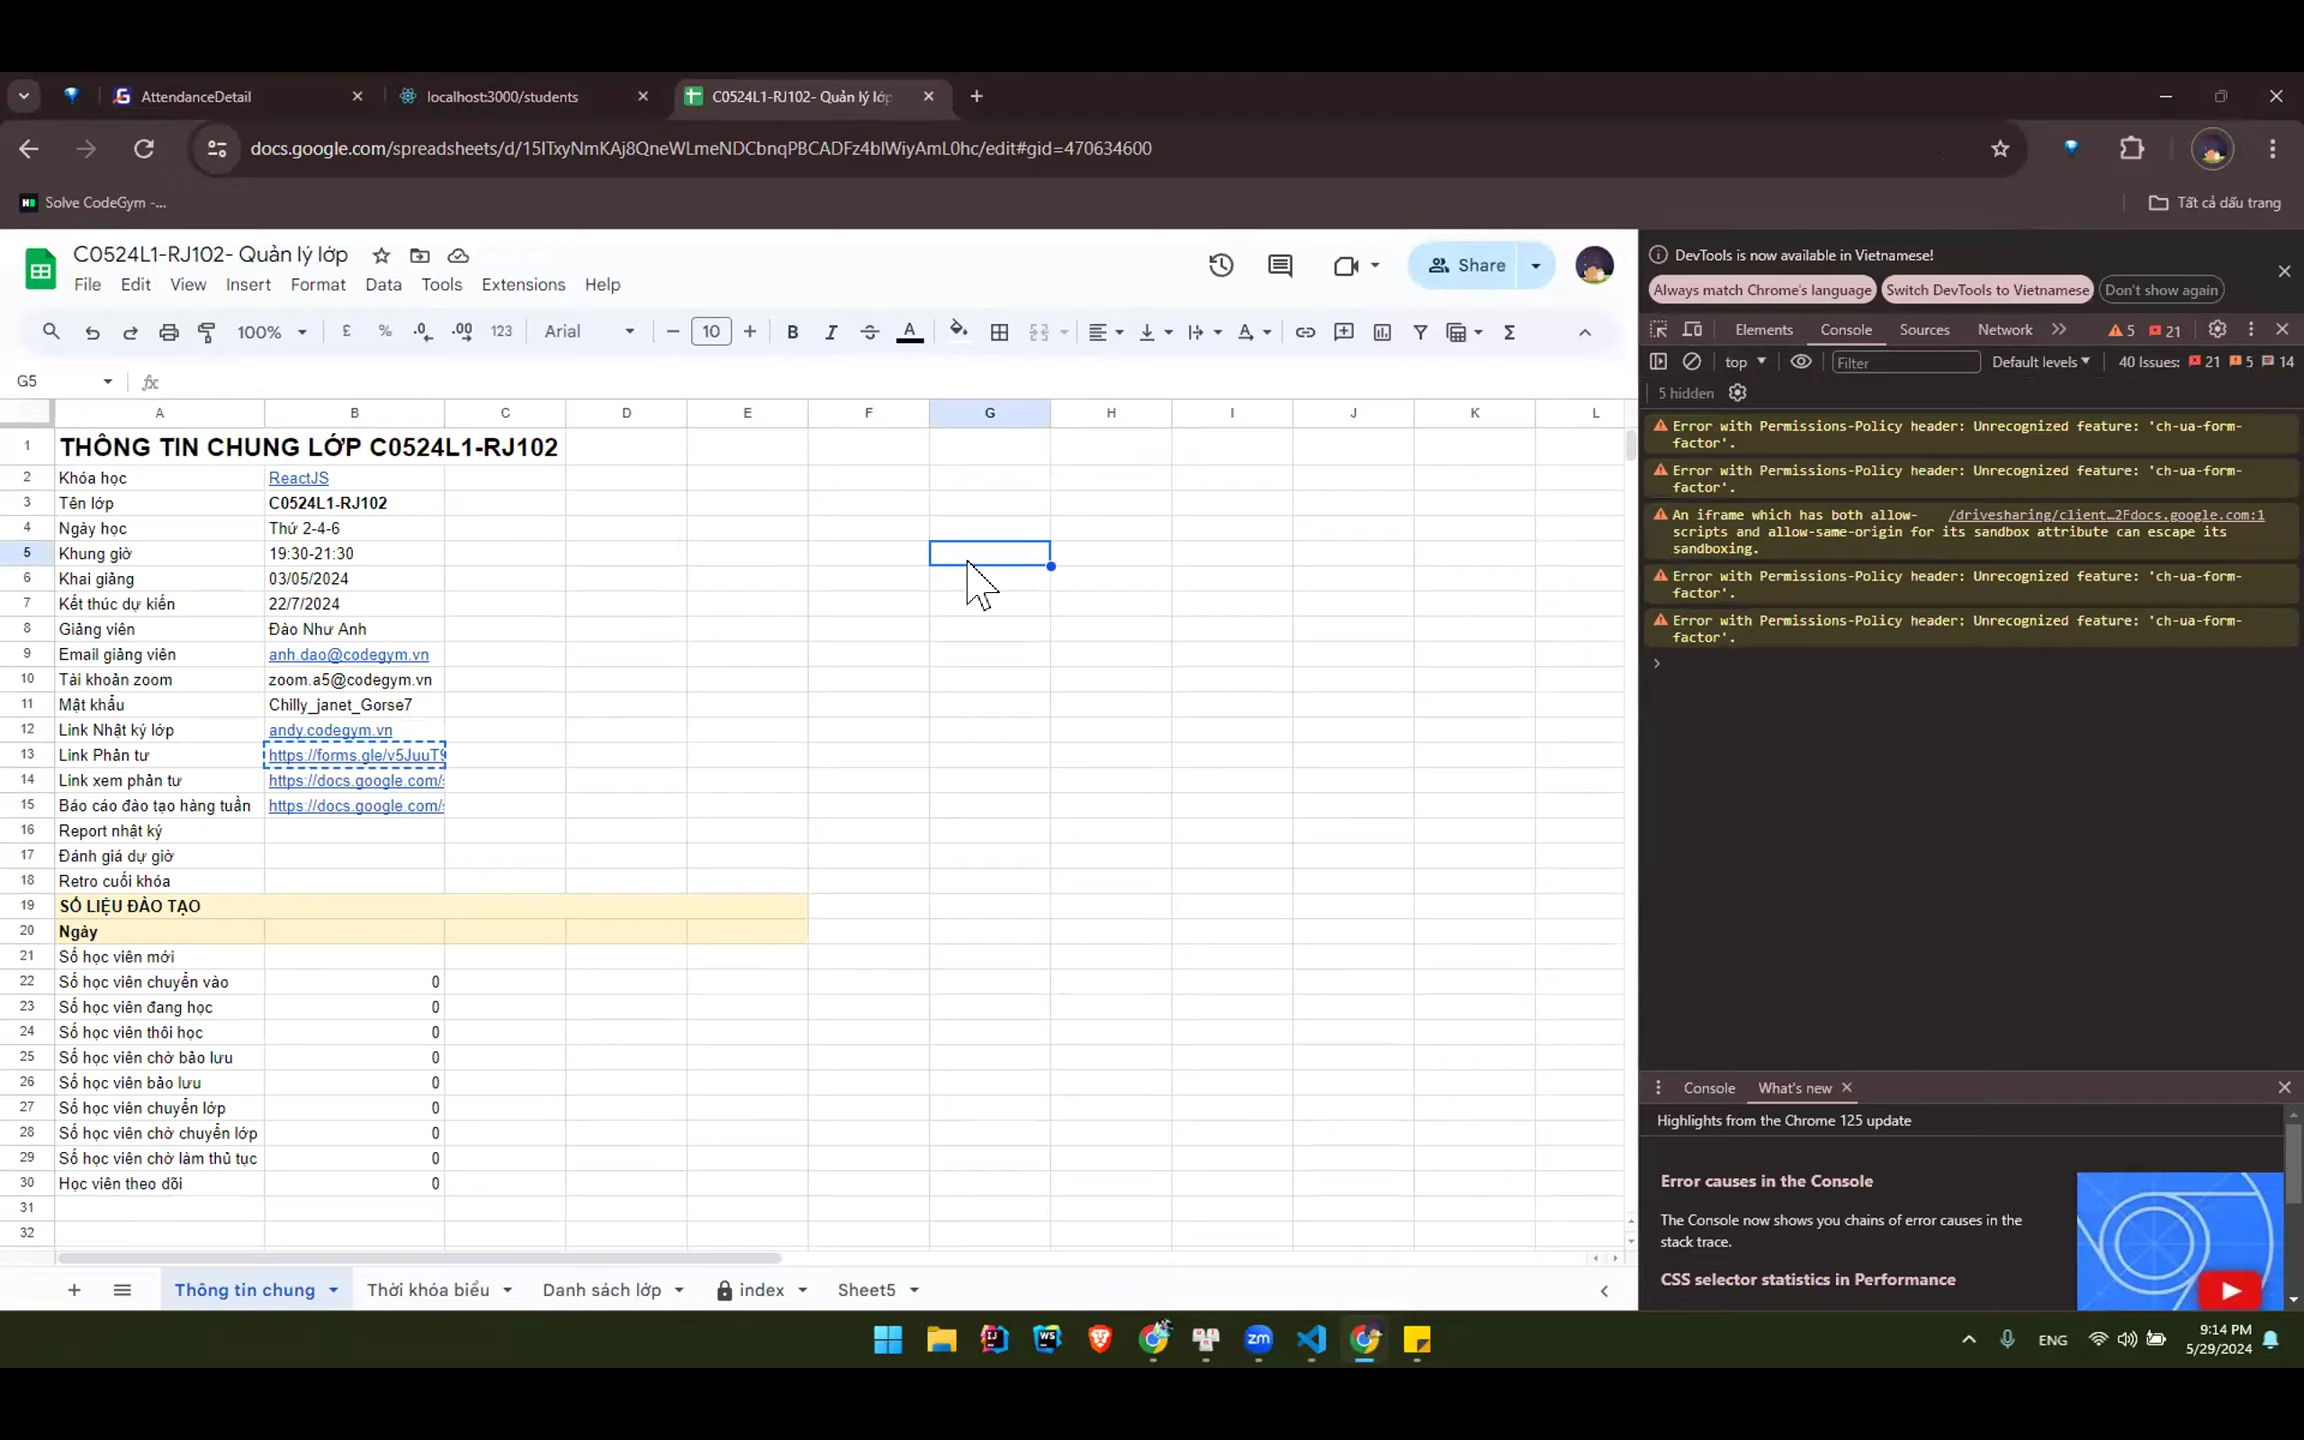 AttendanceDetail
localhost:3000/students
C0524L1-RJ102- Quản lý lớp
docs.google.com/spreadsheets/d/15ITxyNmKAj8QneWLmeNDCbnqPBCADFz4blWiyAmL0hc/edit#gid=470634600
Solve CodeGym -...
Tất cả dấu trang
C0524L1-RJ102- Quản lý lớp
File Edit View Insert Format Data Tools Extensions Help
Share
100% £ % .0 .00 123 Arial 10 B I A
G5
A B C D E F G H I J K L
1 THÔNG TIN CHUNG LỚP C0524L1-RJ102
2 Khóa học ReactJS
3 Tên lớp C0524L1-RJ102
4 Ngày học Thứ 2-4-6
5 Khung giờ 19:30-21:30
6 Khai giảng 03/05/2024
7 Kết thúc dự kiến 22/7/2024
8 Giảng viên Đào Như Anh
9 Email giảng viên anh.dao@codegym.vn
10 Tài khoản zoom zoom.a5@codegym.vn
11 Mật khẩu Chilly_janet_Gorse7
12 Link Nhật ký lớp andy.codegym.vn
13 Link Phản tư https://forms.gle/v5JuuT9
14 Link xem phản tư https://docs.google.com/s
15 Báo cáo đào tạo hàng tuần https://docs.google.com/s
16 Report nhật ký
17 Đánh giá dự giờ
18 Retro cuối khóa
19 SỐ LIỆU ĐÀO TẠO
20 Ngày
21 Số học viên mới
22 Số học viên chuyển vào 0
23 Số học viên đang học 0
24 Số học viên thôi học 0
25 Số học viên chờ bảo lưu 0
26 Số học viên bảo lưu 0
27 Số học viên chuyển lớp 0
28 Số học viên chờ chuyển lớp 0
29 Số học viên chờ làm thủ tục 0
30 Học viên theo dõi 0
31
32
Thông tin chung Thời khóa biểu Danh sách lớp index Sheet5
DevTools is now available in Vietnamese!
Always match Chrome's language Switch DevTools to Vietnamese Don't show again
Elements Console Sources Network 5 21
top Filter Default levels 40 Issues: 21 5 14
5 hidden
Error with Permissions-Policy header: Unrecognized feature: 'ch-ua-form-
factor'.
Error with Permissions-Policy header: Unrecognized feature: 'ch-ua-form-
factor'.
An iframe which has both allow- /drivesharing/client…2Fdocs.google.com:1
scripts and allow-same-origin for its sandbox attribute can escape its
sandboxing.
Error with Permissions-Policy header: Unrecognized feature: 'ch-ua-form-
factor'.
Error with Permissions-Policy header: Unrecognized feature: 'ch-ua-form-
factor'.
Console What's new
Highlights from the Chrome 125 update
Error causes in the Console
The Console now shows you chains of error causes in the
stack trace.
CSS selector statistics in Performance
zm
ENG
9:14 PM
5/29/2024